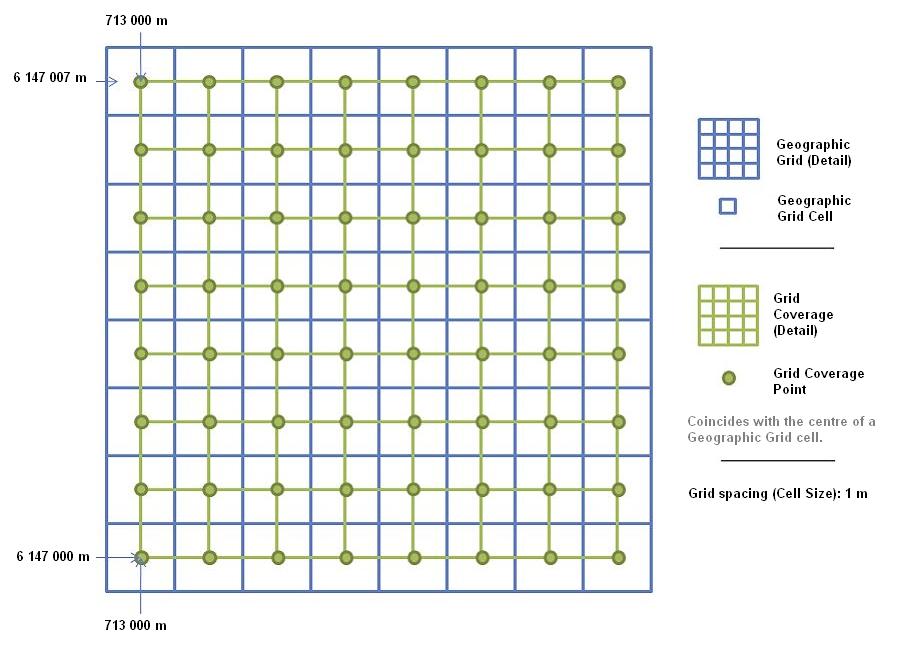 713 000 m
6 147 007 m
Geographic
Grid (Detail)
Geographic
Grid Cell
Grid
Coverage
(Detail)
Grid Coverage
Point
Coincides with the centre of a
Geographic Grid cell.
Grid spacing (Cell Size): 1 m
6 147 000 m
713 000 m